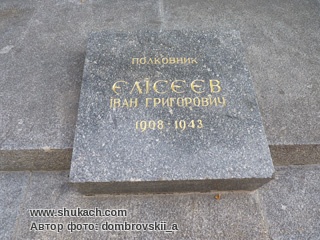 ПОЛКОВНИК
ЄЛІСЄЄВ
ІВАН ГРИГОРОВИЧ
1908-1943
www.shukach.com
Автор фото: dombrovskii_a